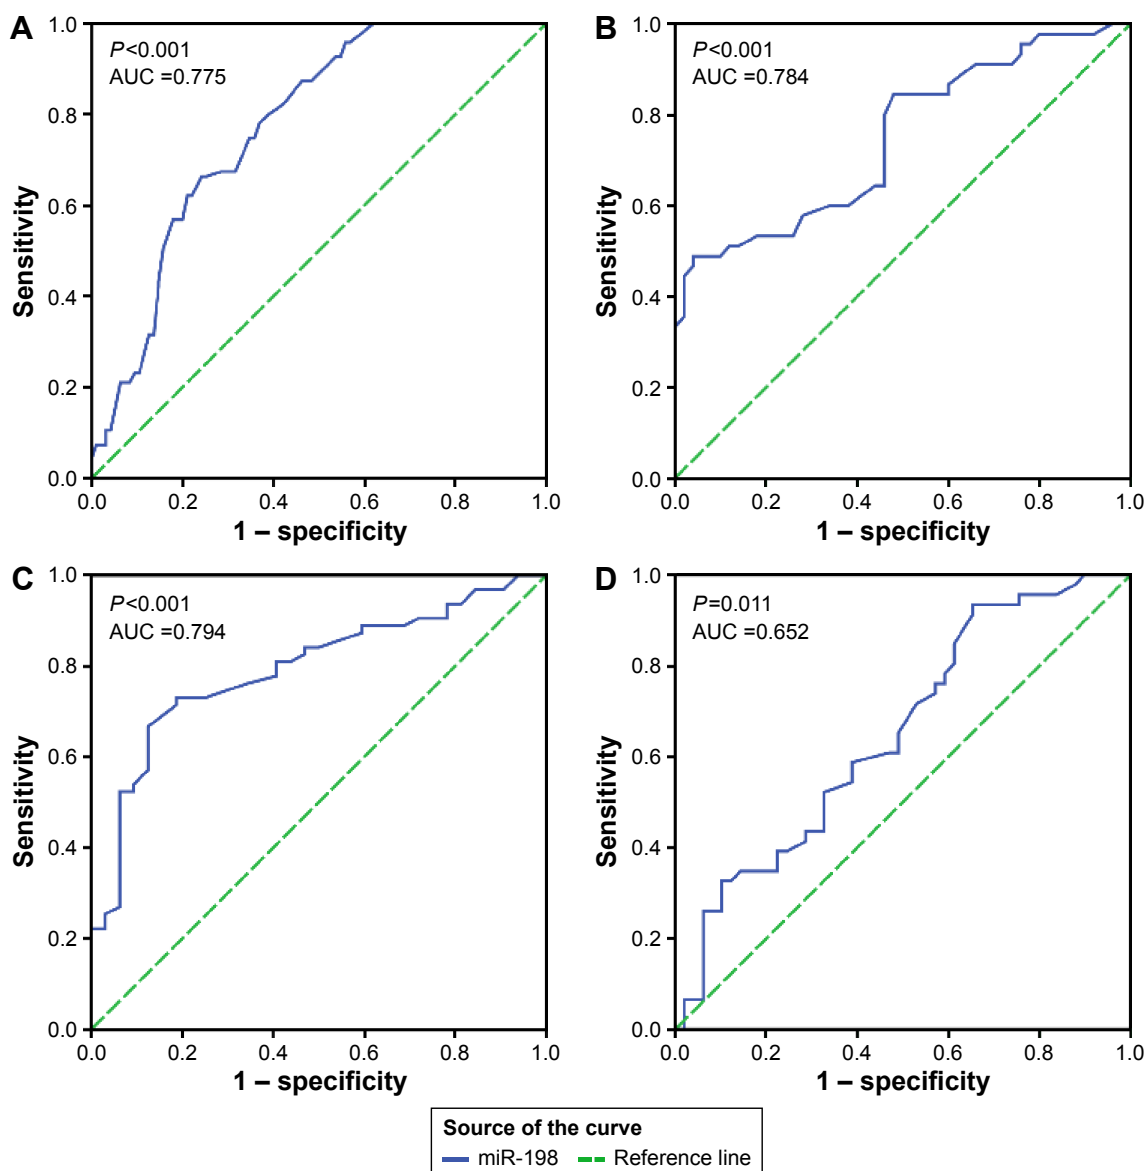 A
P<0.001
AUC =0.775
1.0
0.8
0.6
0.4
0.2
0.0
Sensitivity
0.0 0.2 0.4 0.6 0.8 1.0
1 – specificity
B
P<0.001
AUC =0.784
1.0
0.8
0.6
0.4
0.2
0.0
Sensitivity
0.0 0.2 0.4 0.6 0.8 1.0
1 – specificity
C
P<0.001
AUC =0.794
1.0
0.8
0.6
0.4
0.2
0.0
Sensitivity
0.0 0.2 0.4 0.6 0.8 1.0
1 – specificity
D
P=0.011
AUC =0.652
1.0
0.8
0.6
0.4
0.2
0.0
Sensitivity
0.0 0.2 0.4 0.6 0.8 1.0
1 – specificity
Source of the curve
miR-198 Reference line